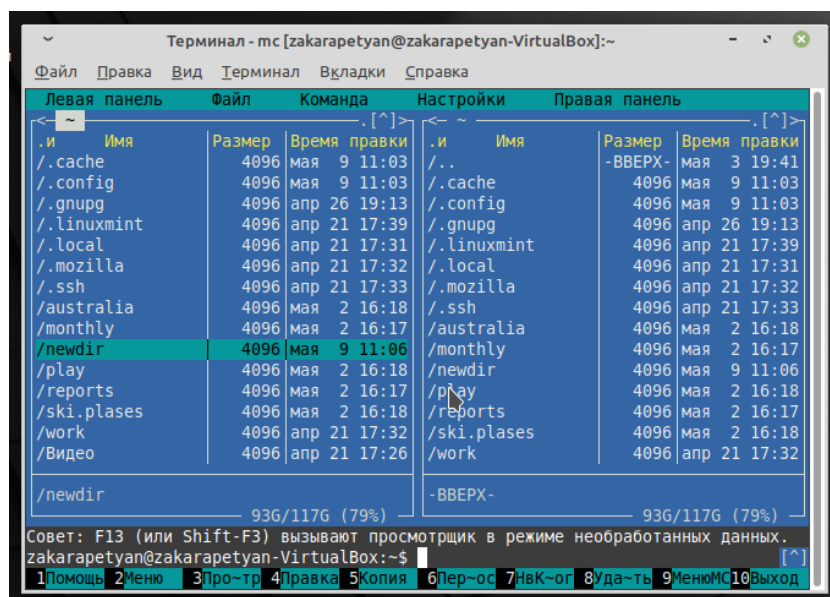 Терминал - mc [zakarapetyan@zakarapetyan-VirtualBox]:~
Файл Правка Вид Терминал Вкладки Справка
Левая панель Файл Команда Настройки Правая панель
<- ~ .[^]> <- ~ .[^]>
.и Имя Размер Время правки .и Имя Размер Время правки
/.cache 4096 мая 9 11:03 /.. -ВВЕРХ- мая 3 19:41
/.config 4096 мая 9 11:03 /.cache 4096 мая 9 11:03
/.gnupg 4096 апр 26 19:13 /.config 4096 мая 9 11:03
/.linuxmint 4096 апр 21 17:39 /.gnupg 4096 апр 26 19:13
/.local 4096 апр 21 17:31 /.linuxmint 4096 апр 21 17:39
/.mozilla 4096 апр 21 17:32 /.local 4096 апр 21 17:31
/.ssh 4096 апр 21 17:33 /.mozilla 4096 апр 21 17:32
/australia 4096 мая 2 16:18 /.ssh 4096 апр 21 17:33
/monthly 4096 мая 2 16:17 /australia 4096 мая 2 16:18
/newdir 4096 мая 9 11:06 /monthly 4096 мая 2 16:17
/play 4096 мая 2 16:18 /newdir 4096 мая 9 11:06
/reports 4096 мая 2 16:17 /play 4096 мая 2 16:18
/ski.plases 4096 мая 2 16:18 /reports 4096 мая 2 16:17
/work 4096 апр 21 17:32 /ski.plases 4096 мая 2 16:18
/Видео 4096 апр 21 17:26 /work 4096 апр 21 17:32
/newdir -ВВЕРХ-
93G/117G (79%) 93G/117G (79%)
Совет: F13 (или Shift-F3) вызывают просмотрщик в режиме необработанных данных.
zakarapetyan@zakarapetyan-VirtualBox:~$ [^]
1Помощь 2Меню 3Про~тр 4Правка 5Копия 6Пер~ос 7НвК~ог 8Уда~ть 9МенюMC 10Выход